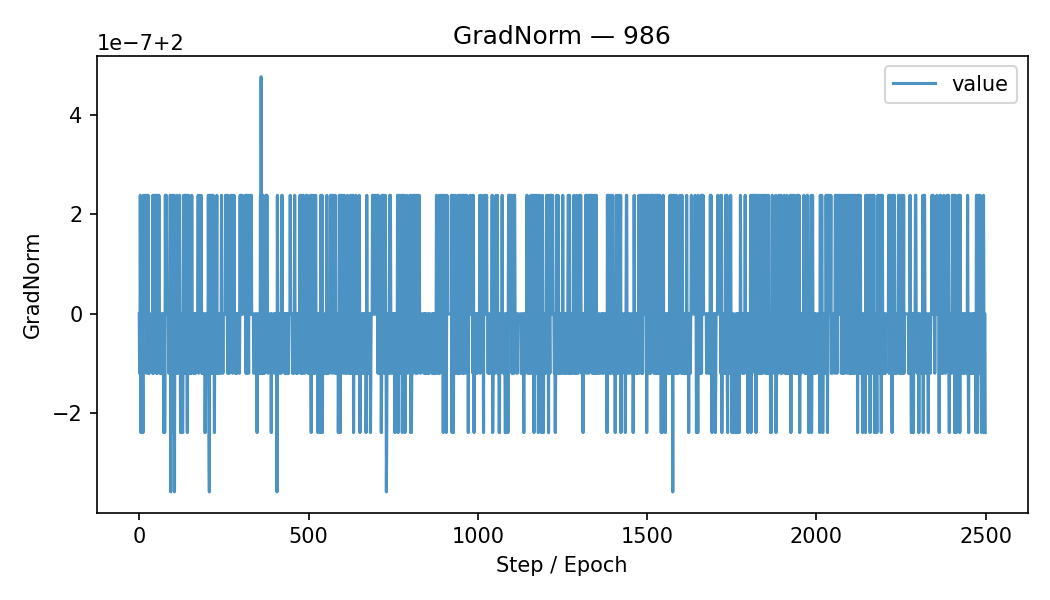 GradNorm — 986
1e−7+2
value
GradNorm
4
2
0
−2
0
500
1000
1500
2000
2500
Step / Epoch